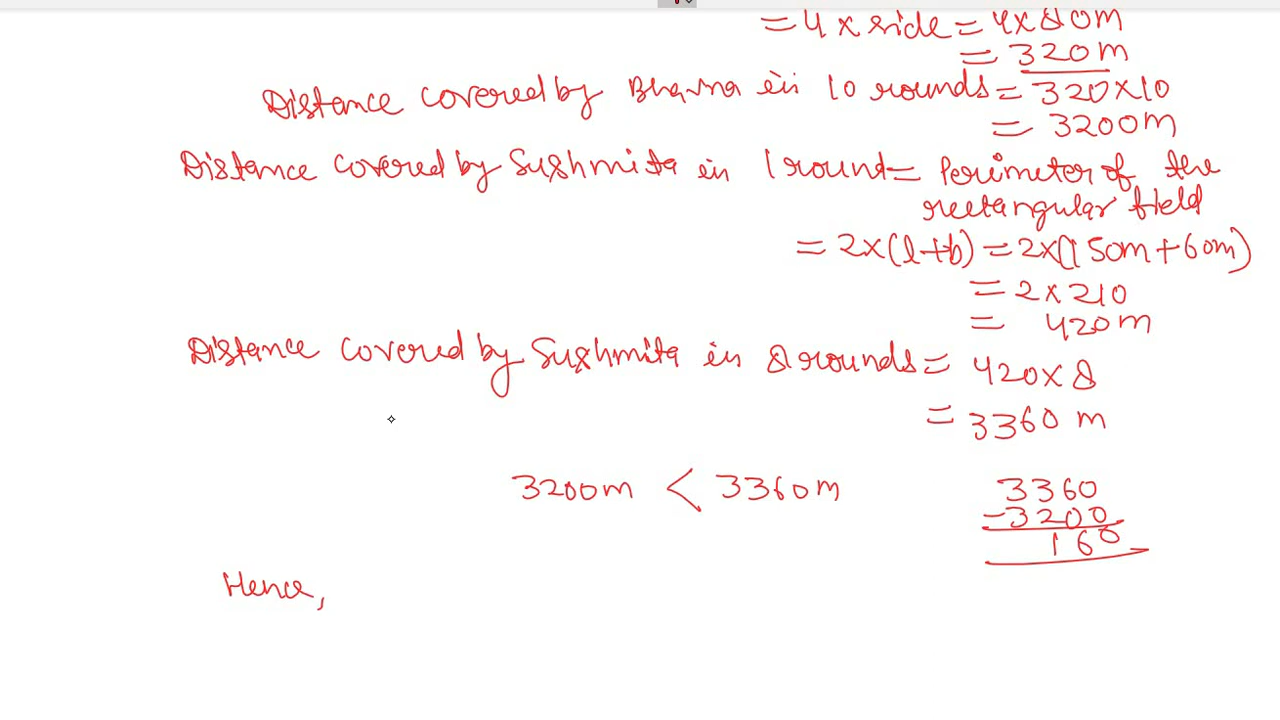 = 4 x side = 4 x 80m
= 320m
Distance covered by Bhavna in 10 rounds = 320 x 10
= 3200m
Distance covered by Sushmita in 1 round = Perimeter of the
rectangular field
= 2x(l+b) = 2x(150m+60m)
= 2 x 210
= 420m
Distance covered by Sushmita in 8 rounds = 420 x 8
= 3360 m
3200m < 3360m
3360
-3200
160
Hence,